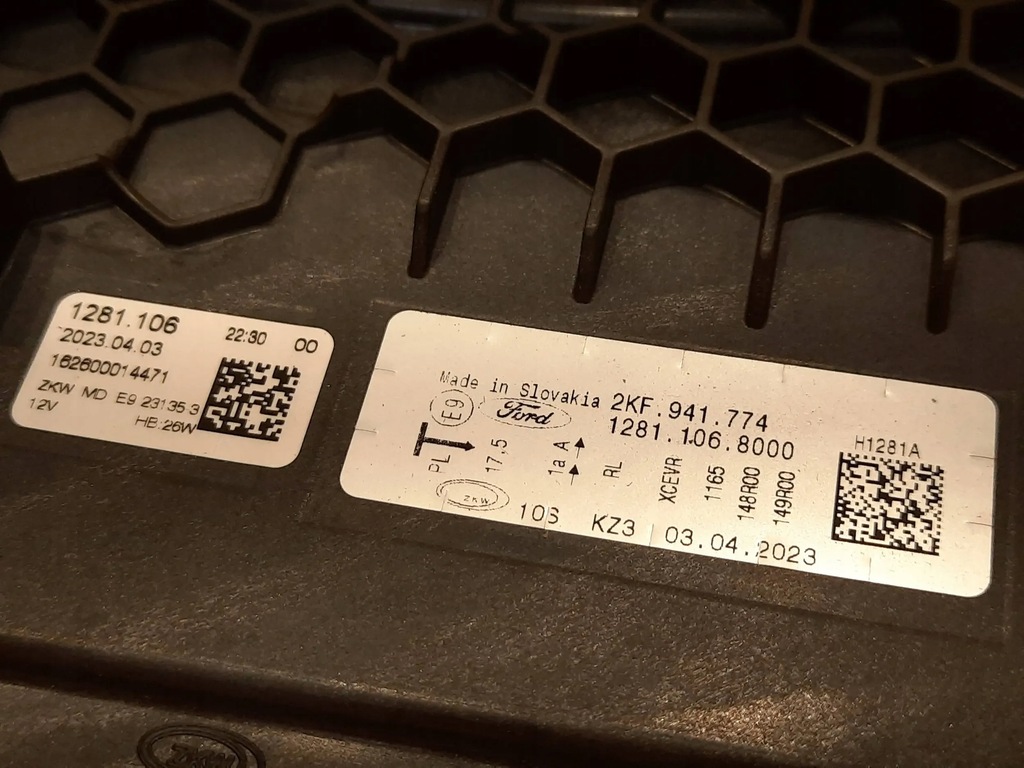 1281.106
22:30
00
2023.04.03
162600014471
ZKW MD E9 23135 3
12V
HB:26W
Made in Slovakia
2KF.941.774
E9
Ford
1281.106.8000
H1281A
PL
17,5
1a A
RL
XCEVR
1165
148R00
149R00
ZKW
KZ3
03.04.2023
ZKW